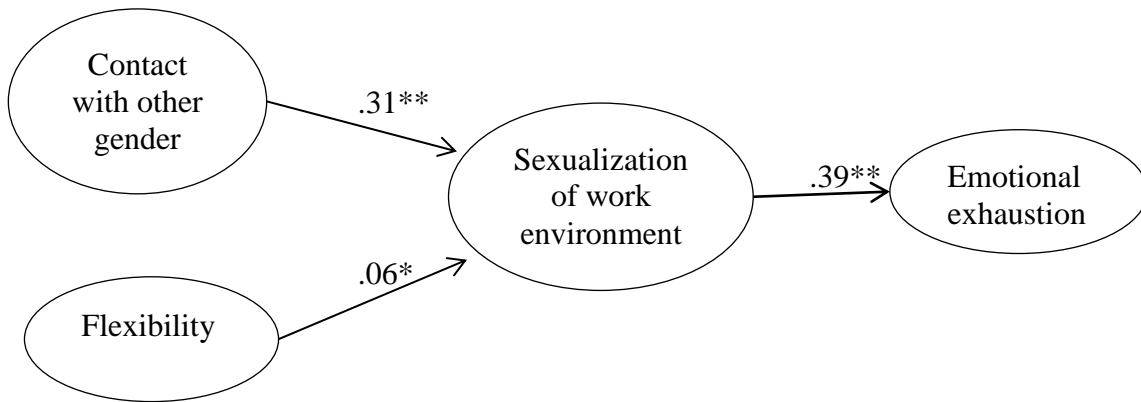 Contact
with other
gender
.31**
Sexualization
of work
environment
.39**
Emotional
exhaustion
.06*
Flexibility